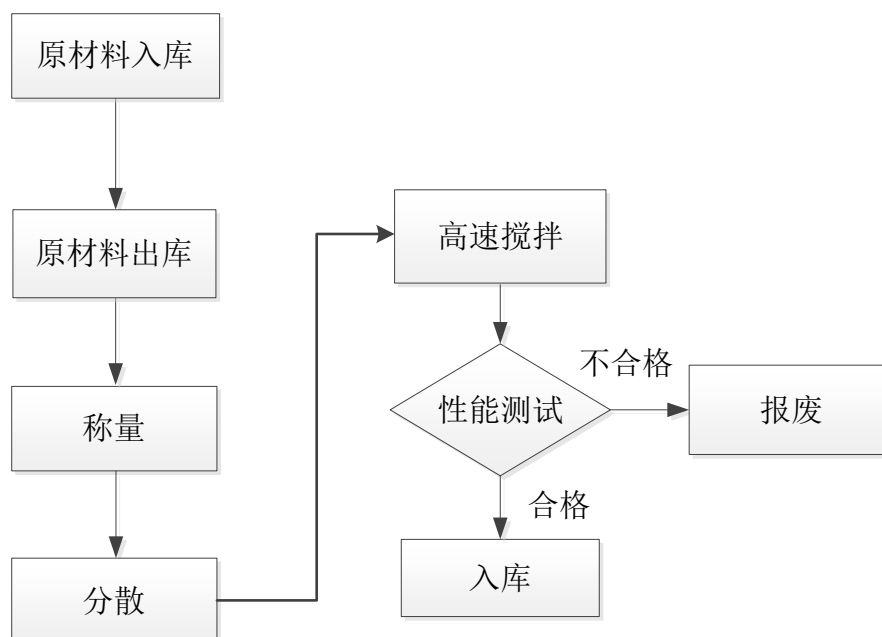 原材料入库
原材料出库
称量
分散
高速搅拌
性能测试
不合格
报废
合格
入库